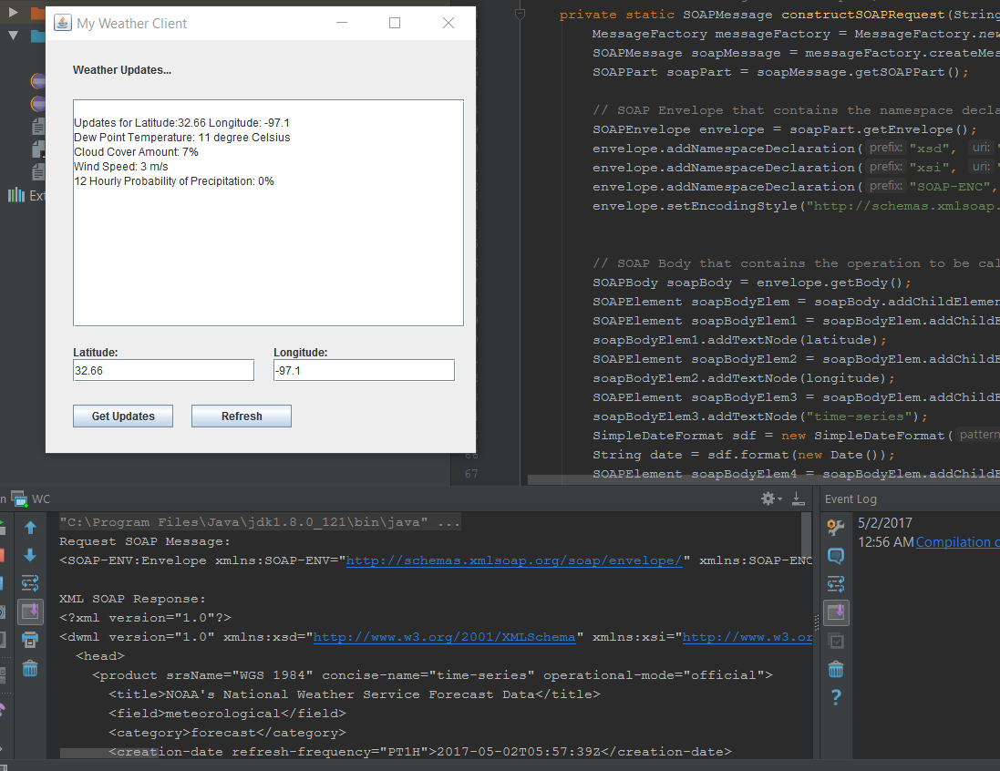 My Weather Client
Weather Updates...
Updates for Latitude:32.66 Longitude: -97.1
Dew Point Temperature: 11 degree Celsius
Cloud Cover Amount: 7%
Wind Speed: 3 m/s
12 Hourly Probability of Precipitation: 0%
Latitude:
Longitude:
32.66
-97.1
Get Updates
Refresh
Ext
private static SOAPMessage constructSOAPRequest(String
MessageFactory messageFactory = MessageFactory.new
SOAPMessage soapMessage = messageFactory.createMes
SOAPPart soapPart = soapMessage.getSOAPPart();
// SOAP Envelope that contains the namespace decla
SOAPEnvelope envelope = soapPart.getEnvelope();
envelope.addNamespaceDeclaration( prefix: "xsd", uri: "
envelope.addNamespaceDeclaration( prefix: "xsi", uri: "
envelope.addNamespaceDeclaration( prefix: "SOAP-ENC",
envelope.setEncodingStyle("http://schemas.xmlsoap.
// SOAP Body that contains the operation to be cal
SOAPBody soapBody = envelope.getBody();
SOAPElement soapBodyElem = soapBody.addChildElemen
SOAPElement soapBodyElem1 = soapBodyElem.addChildE
soapBodyElem1.addTextNode(latitude);
SOAPElement soapBodyElem2 = soapBodyElem.addChildE
soapBodyElem2.addTextNode(longitude);
SOAPElement soapBodyElem3 = soapBodyElem.addChildE
soapBodyElem3.addTextNode("time-series");
SimpleDateFormat sdf = new SimpleDateFormat( pattern
String date = sdf.format(new Date());
67 SOAPElement soapBodyElem4 = soapBodyElem.addChildE
n WC
"C:\Program Files\Java\jdk1.8.0_121\bin\java" ...
Request SOAP Message:
<SOAP-ENV:Envelope xmlns:SOAP-ENV="http://schemas.xmlsoap.org/soap/envelope/" xmlns:SOAP-ENC
XML SOAP Response:
<?xml version="1.0"?>
<dwml version="1.0" xmlns:xsd="http://www.w3.org/2001/XMLSchema" xmlns:xsi="http://www.w3.or
<head>
<product srsName="WGS 1984" concise-name="time-series" operational-mode="official">
<title>NOAA's National Weather Service Forecast Data</title>
<field>meteorological</field>
<category>forecast</category>
<creation-date refresh-frequency="PT1H">2017-05-02T05:57:39Z</creation-date>
Event Log
5/2/2017
12:56 AM Compilation c